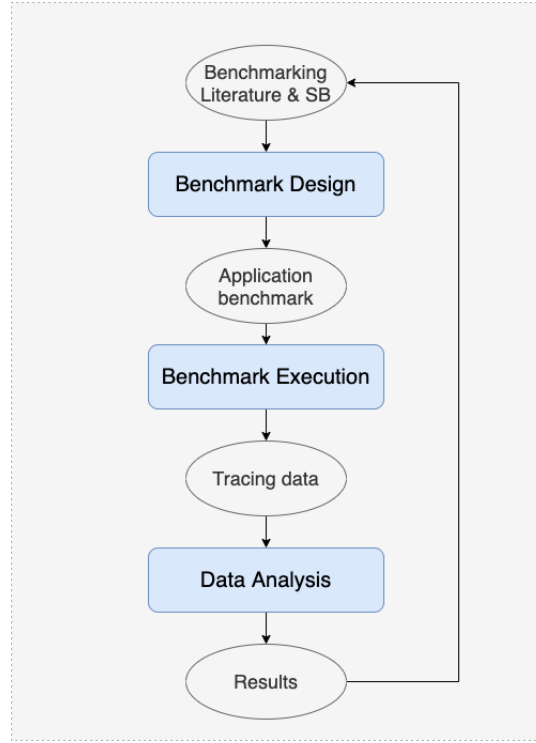 Benchmarking
Literature & SB
Benchmark Design
Application
benchmark
Benchmark Execution
Tracing data
Data Analysis
Results